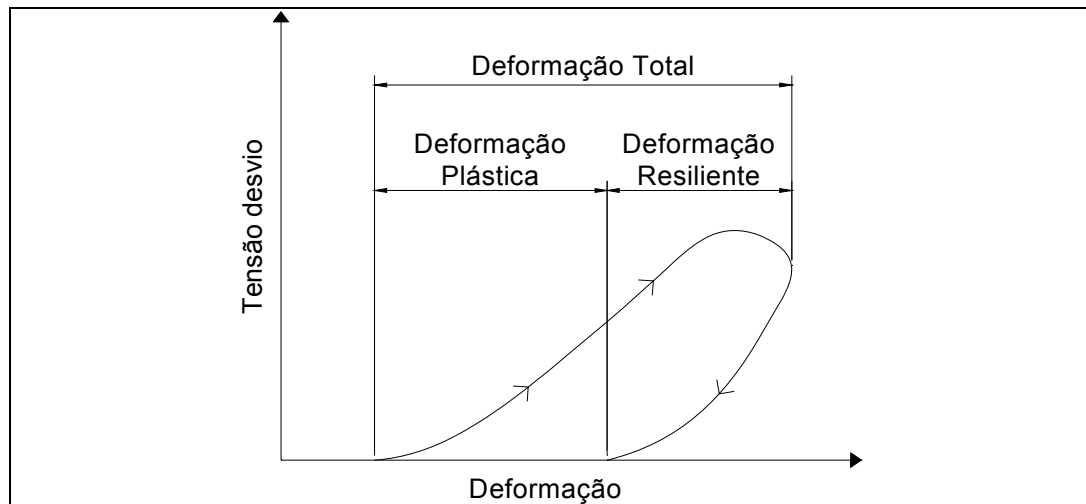 Deformação Total
Deformação
Plástica
Deformação
Resiliente
Tensão desvio
Deformação